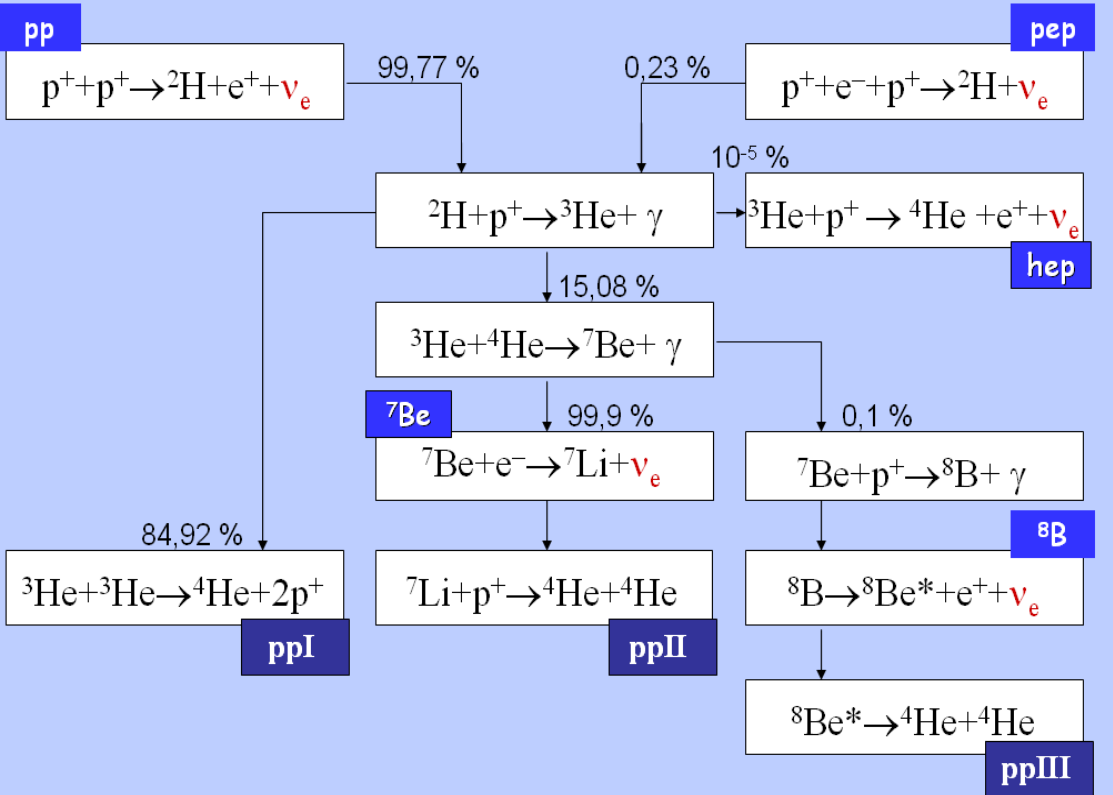 pp
pep
p⁺+p⁺→²H+e⁺+νₑ
99,77 %
0,23 %
p⁺+e⁻+p⁺→²H+νₑ
10⁻⁵ %
²H+p⁺→³He+ γ
³He+p⁺ → ⁴He +e⁺+νₑ
hep
15,08 %
³He+⁴He→⁷Be+ γ
⁷Be
99,9 %
0,1 %
⁷Be+e⁻→⁷Li+νₑ
⁷Be+p⁺→⁸B+ γ
84,92 %
⁸B
³He+³He→⁴He+2p⁺
⁷Li+p⁺→⁴He+⁴He
⁸B→⁸Be*+e⁺+νₑ
ppI
ppII
⁸Be*→⁴He+⁴He
ppIII